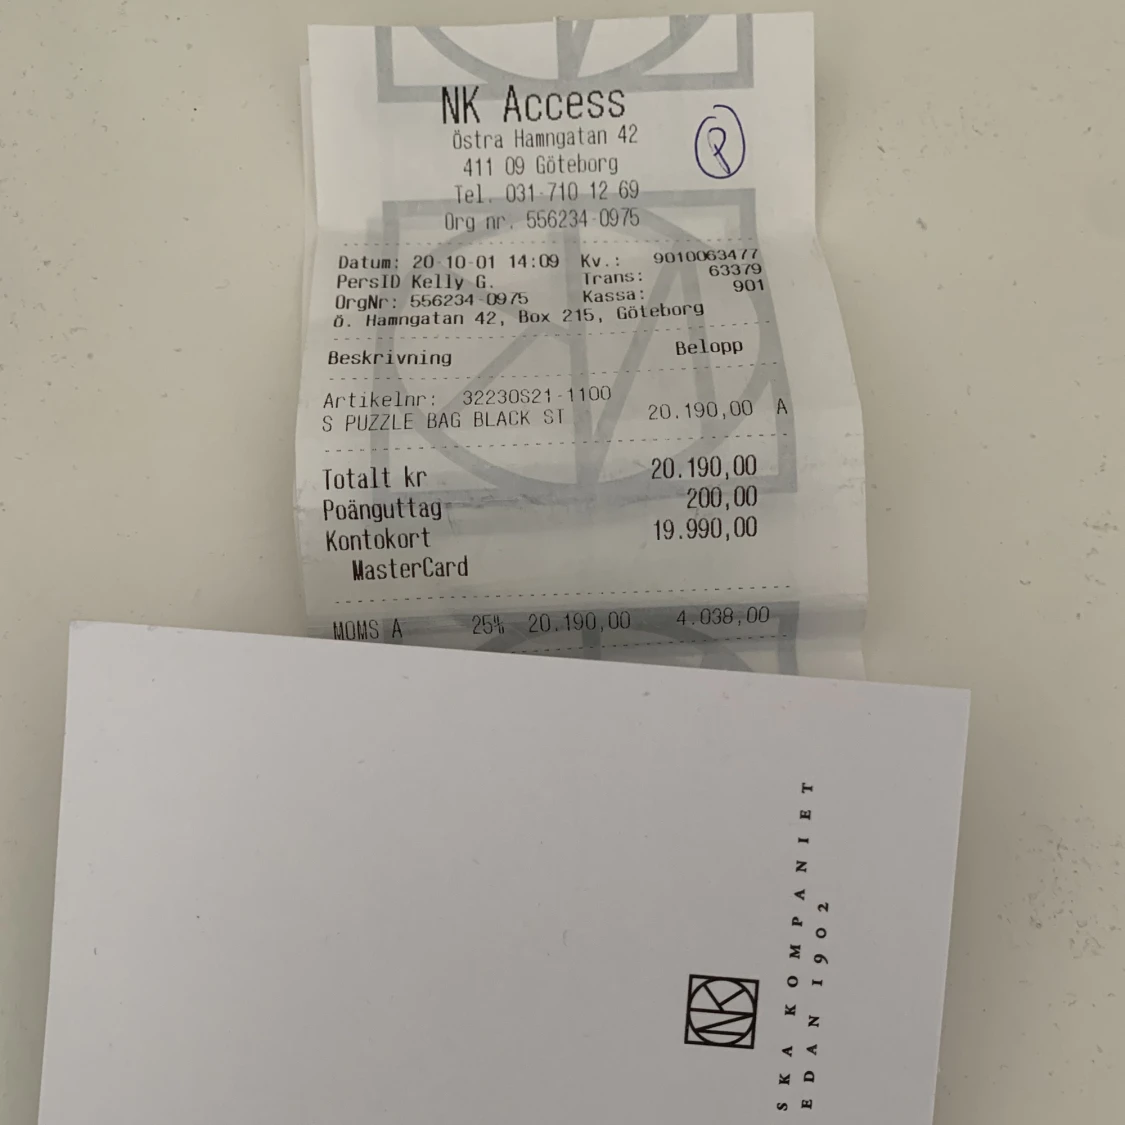 NK Access
Östra Hamngatan 42
411 09 Göteborg
Tel. 031-710 12 69
Org nr. 556234-0975
Datum: 20-10-01 14:09 Kv.: 9010063477
PersID Kelly G. Trans: 63379
OrgNr: 556234-0975 Kassa: 901
Ö. Hamngatan 42, Box 215, Göteborg
Beskrivning Belopp
Artikelnr: 32230S21-1100
S PUZZLE BAG BLACK ST 20.190,00 A
Totalt kr 20.190,00
Poänguttag 200,00
Kontokort 19.990,00
MasterCard
MOMS A 25% 20.190,00 4.038,00
NK
SKA KOMPANIET
EDAN 1902